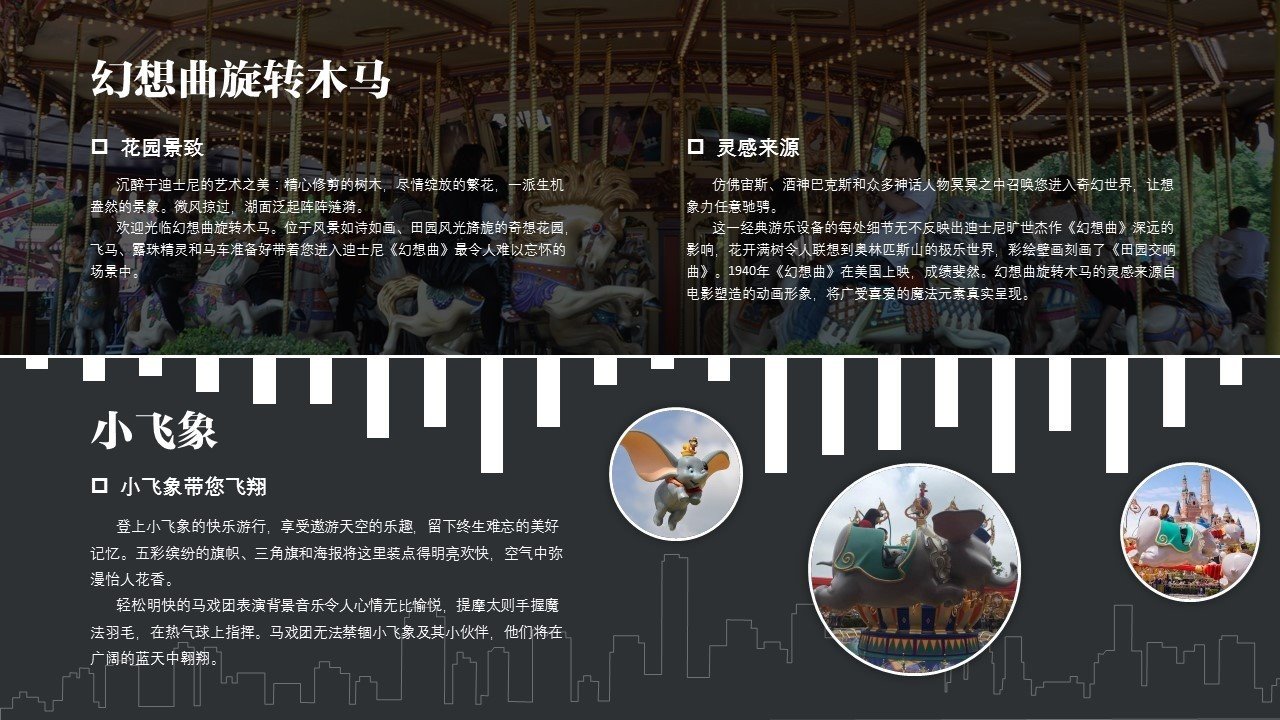 幻想曲旋转木马
花园景致
沉醉于迪士尼的艺术之美：精心修剪的树木，尽情绽放的繁花，一派生机
盎然的景象。微风掠过，湖面泛起阵阵涟漪。
欢迎光临幻想曲旋转木马。位于风景如诗如画、田园风光旖旎的奇想花园，
飞马、露珠精灵和马车准备好带着您进入迪士尼《幻想曲》最令人难以忘怀的
场景中。
灵感来源
仿佛宙斯、酒神巴克斯和众多神话人物冥冥之中召唤您进入奇幻世界，让想
象力任意驰骋。
这一经典游乐设备的每处细节无不反映出迪士尼旷世杰作《幻想曲》深远的
影响，花开满树令人联想到奥林匹斯山的极乐世界，彩绘壁画刻画了《田园交响
曲》。1940年《幻想曲》在美国上映，成绩斐然。幻想曲旋转木马的灵感来源自
电影塑造的动画形象，将广受喜爱的魔法元素真实呈现。
小飞象
小飞象带您飞翔
登上小飞象的快乐游行，享受遨游天空的乐趣，留下终生难忘的美好
记忆。五彩缤纷的旗帜、三角旗和海报将这里装点得明亮欢快，空气中弥
漫怡人花香。
轻松明快的马戏团表演背景音乐令人心情无比愉悦，提摩太则手握魔
法羽毛，在热气球上指挥。马戏团无法禁锢小飞象及其小伙伴，他们将在
广阔的蓝天中翱翔。